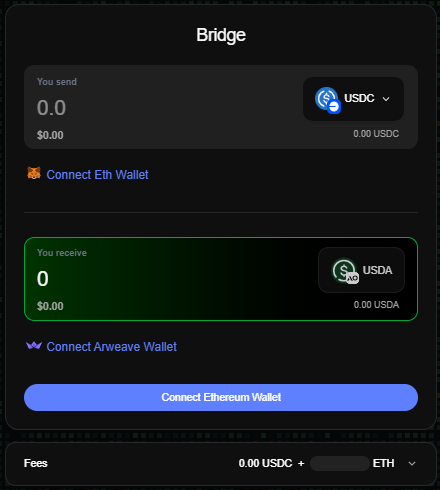 Bridge
You send
0.0
USDC
$0.00
0.00 USDC
Connect Eth Wallet
You receive
0
USDA
$0.00
0.00 USDA
Connect Arweave Wallet
Connect Ethereum Wallet
Fees 0.00 USDC + ETH